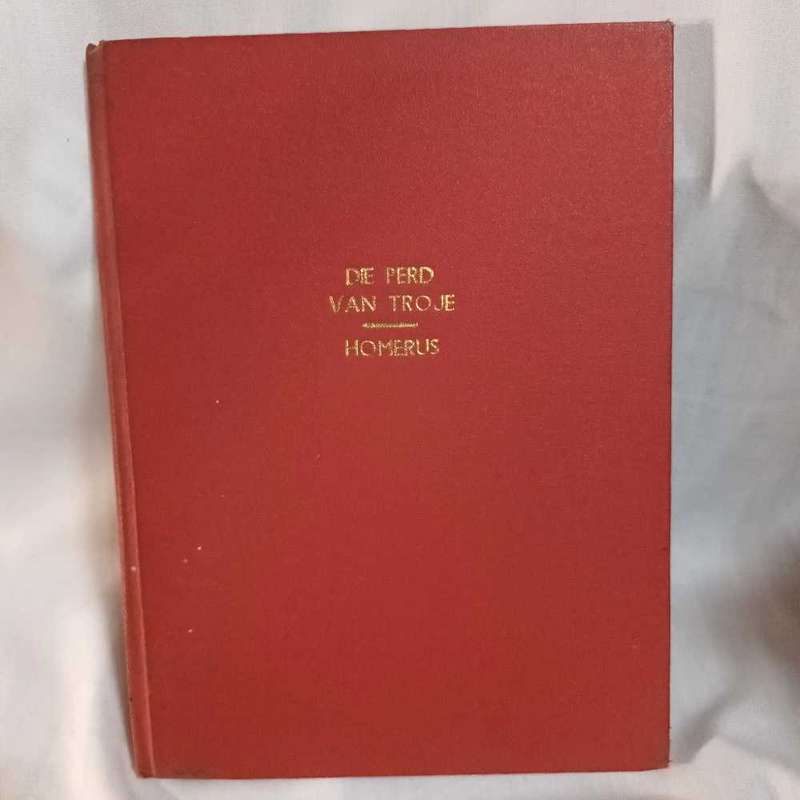 DIE PERD
VAN TROJE
HOMERUS